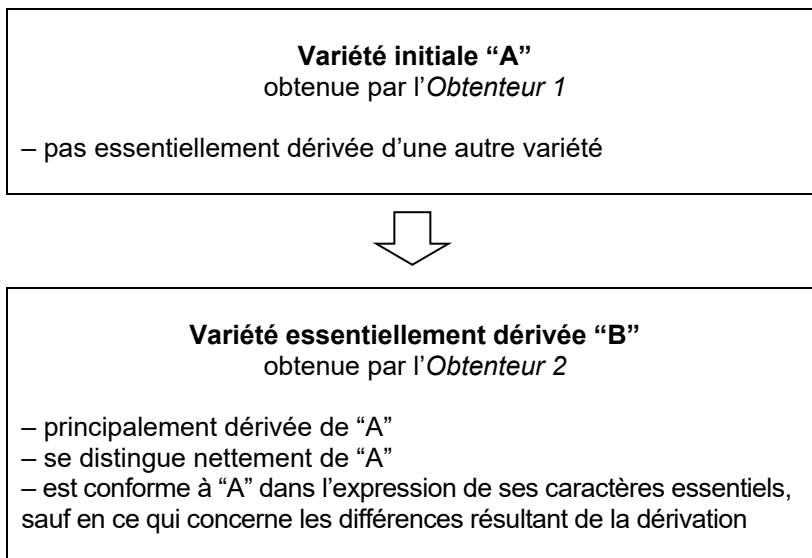 Variété initiale “A”
obtenue par l’Obtenteur 1
– pas essentiellement dérivée d’une autre variété
Variété essentiellement dérivée “B”
obtenue par l’Obtenteur 2
– principalement dérivée de “A”
– se distingue nettement de “A”
– est conforme à “A” dans l’expression de ses caractères essentiels,
sauf en ce qui concerne les différences résultant de la dérivation